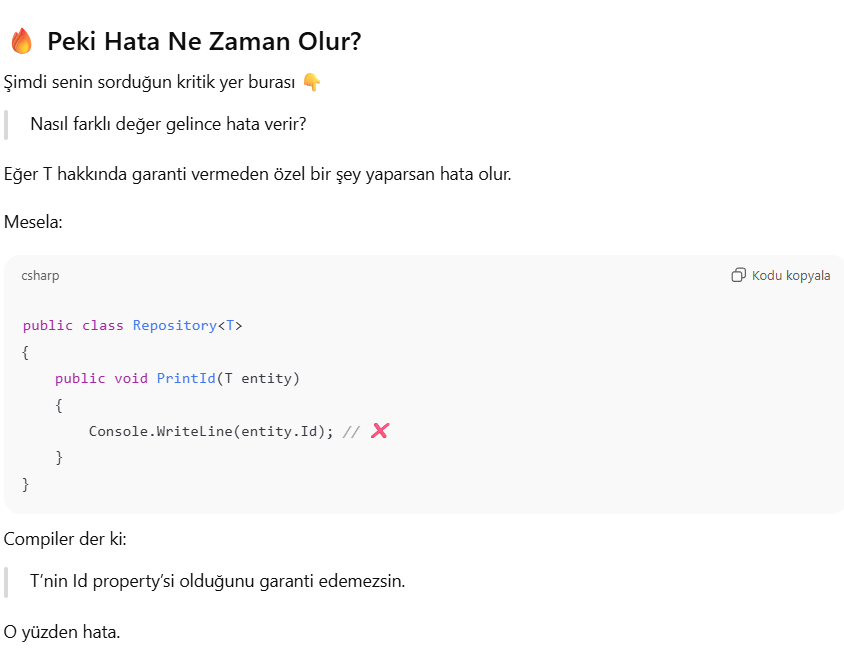 🔥 Peki Hata Ne Zaman Olur?
Şimdi senin sorduğun kritik yer burası 👇
Nasıl farklı değer gelince hata verir?
Eğer T hakkında garanti vermeden özel bir şey yaparsan hata olur.
Mesela:
csharp
Kodu kopyala
public class Repository<T>
{
    public void PrintId(T entity)
    {
        Console.WriteLine(entity.Id); // ❌
    }
}
Compiler der ki:
T’nin Id property’si olduğunu garanti edemezsin.
O yüzden hata.